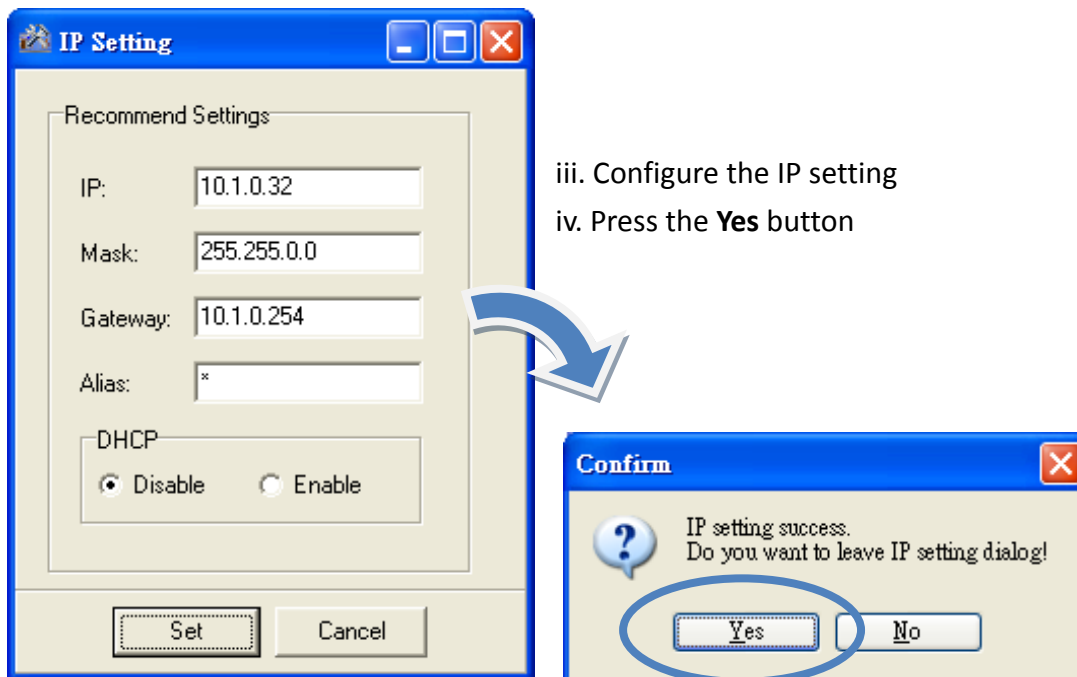 IP Setting
Recommend Settings
IP: 10.1.0.32
Mask: 255.255.0.0
Gateway: 10.1.0.254
Alias: *
DHCP
Disable Enable
Set Cancel
iii. Configure the IP setting
iv. Press the Yes button
Confirm
IP setting success.
Do you want to leave IP setting dialog!
Yes No